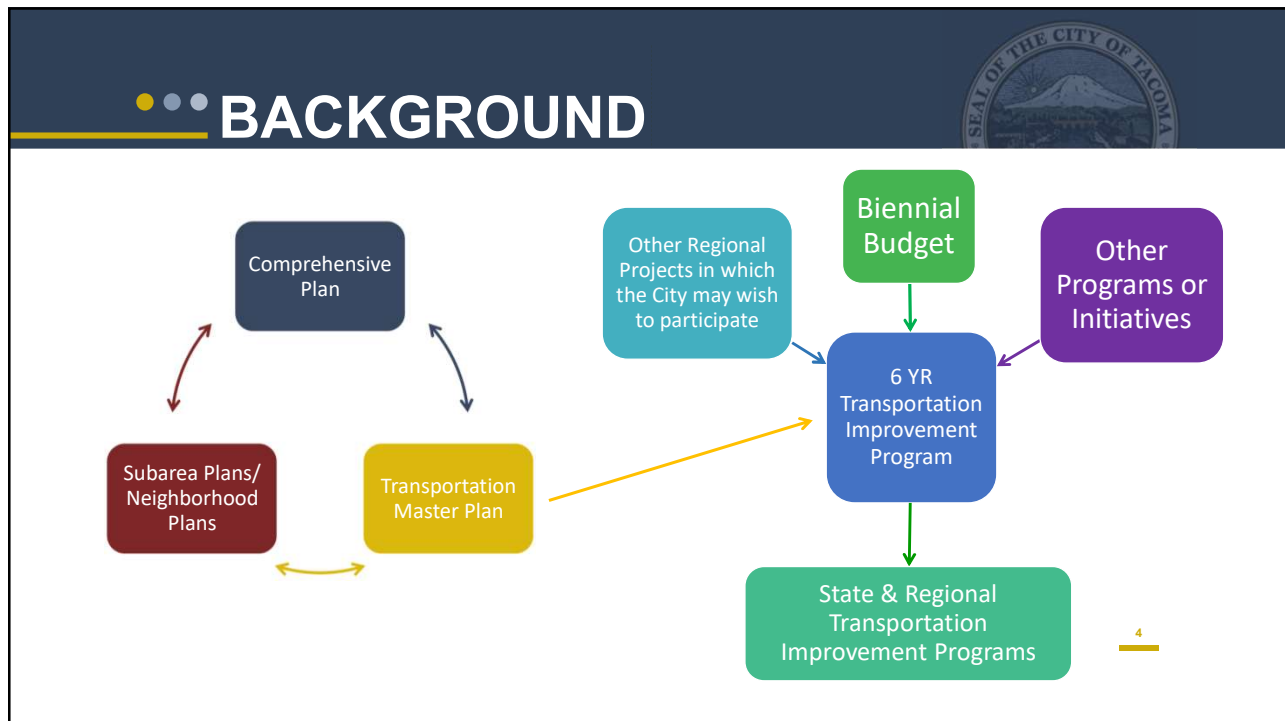 SEAL OF THE CITY OF TACOMA
BACKGROUND
Comprehensive
Plan
Subarea Plans/
Neighborhood
Plans
Transportation
Master Plan
Other Regional
Projects in which
the City may wish
to participate
Biennial
Budget
Other
Programs or
Initiatives
6 YR
Transportation
Improvement
Program
State & Regional
Transportation
Improvement Programs
4